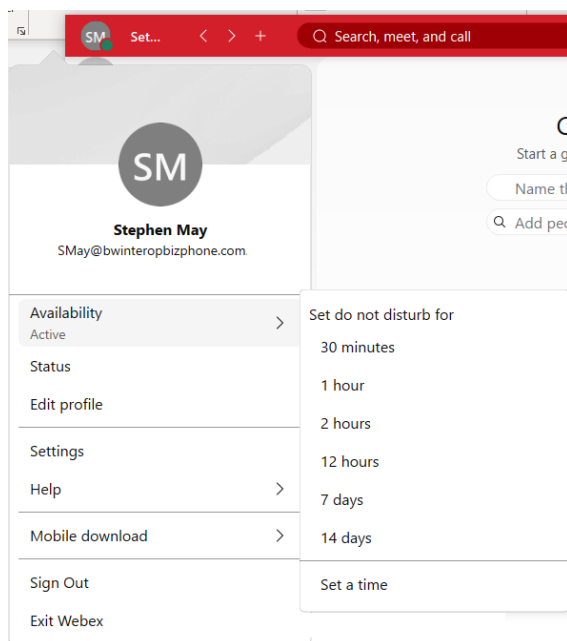 SM
Set...
Search, meet, and call
SM
Stephen May
SMay@bwinteropbizphone.com
Start a g
Name th
Add peo
Availability
Active
Status
Edit profile
Settings
Help
Mobile download
Sign Out
Exit Webex
Set do not disturb for
30 minutes
1 hour
2 hours
12 hours
7 days
14 days
Set a time